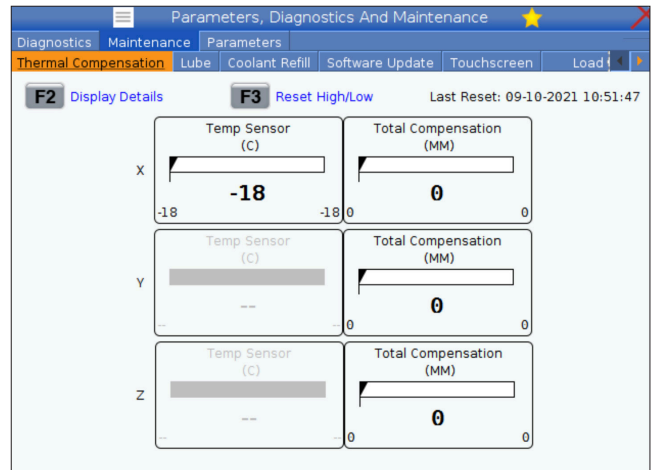 Parameters, Diagnostics And Maintenance
Diagnostics Maintenance Parameters
Thermal Compensation Lube Coolant Refill Software Update Touchscreen Load
F2 Display Details F3 Reset High/Low Last Reset: 09-10-2021 10:51:47
Temp Sensor Total Compensation
(C) (MM)
X
-18 0
-18 -18 0 0
Temp Sensor Total Compensation
(C) (MM)
Y
-- 0
-- -- 0 0
Temp Sensor Total Compensation
(C) (MM)
Z
-- 0
-- -- 0 0